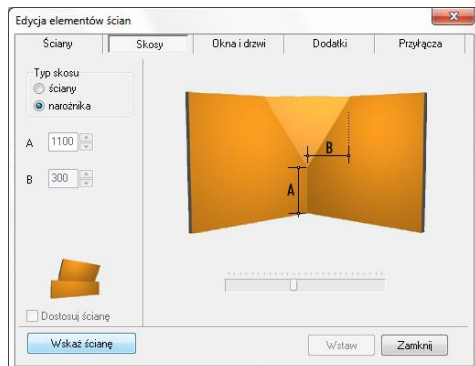 Edycja elementów ścian
Ściany
Skosy
Okna i drzwi
Dodatki
Przyłącza
Typ skosu
ściany
narożnika
A 1100
B 300
B
A
Dostosuj ścianę
Wskaż ścianę
Wstaw
Zamknij